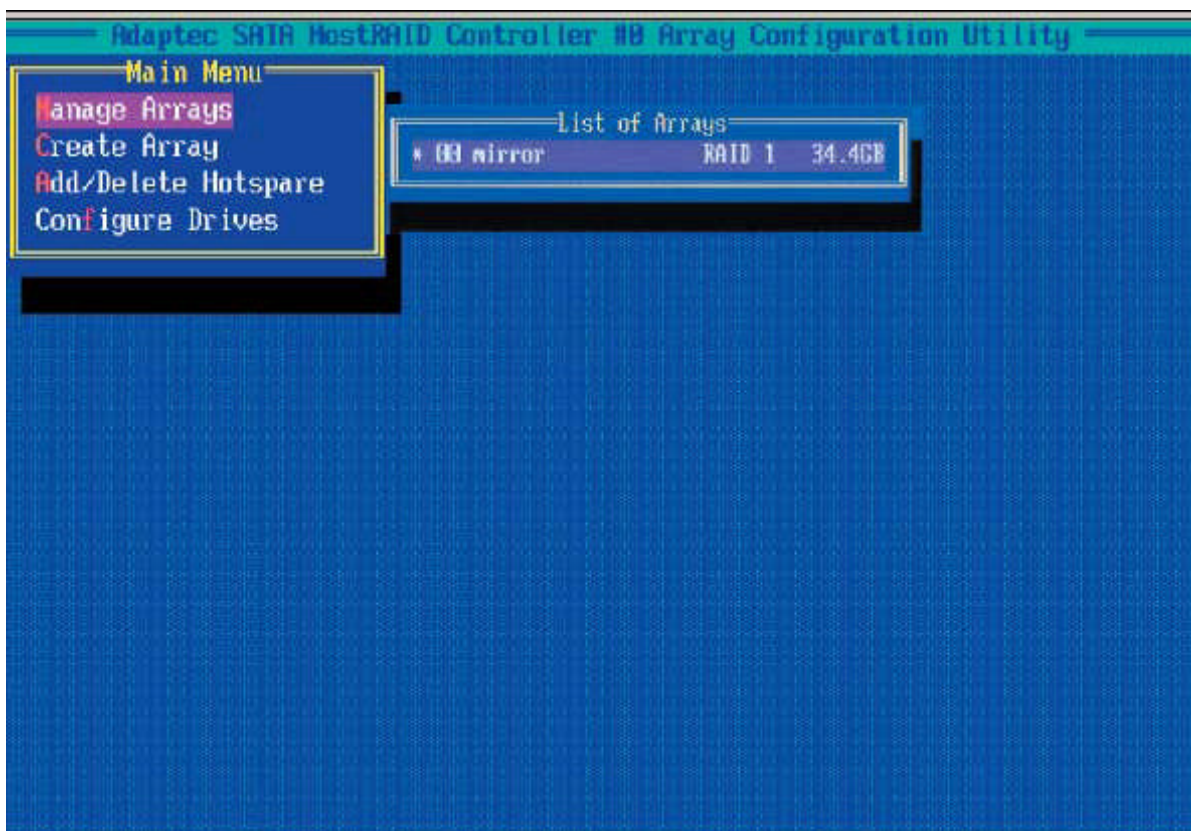 Adaptec SATA HostRAID Controller #0 Array Configuration Utility
Main Menu
Manage Arrays
Create Array
Add/Delete Hotspare
Configure Drives
List of Arrays
* 00 mirror RAID 1 34.4GB